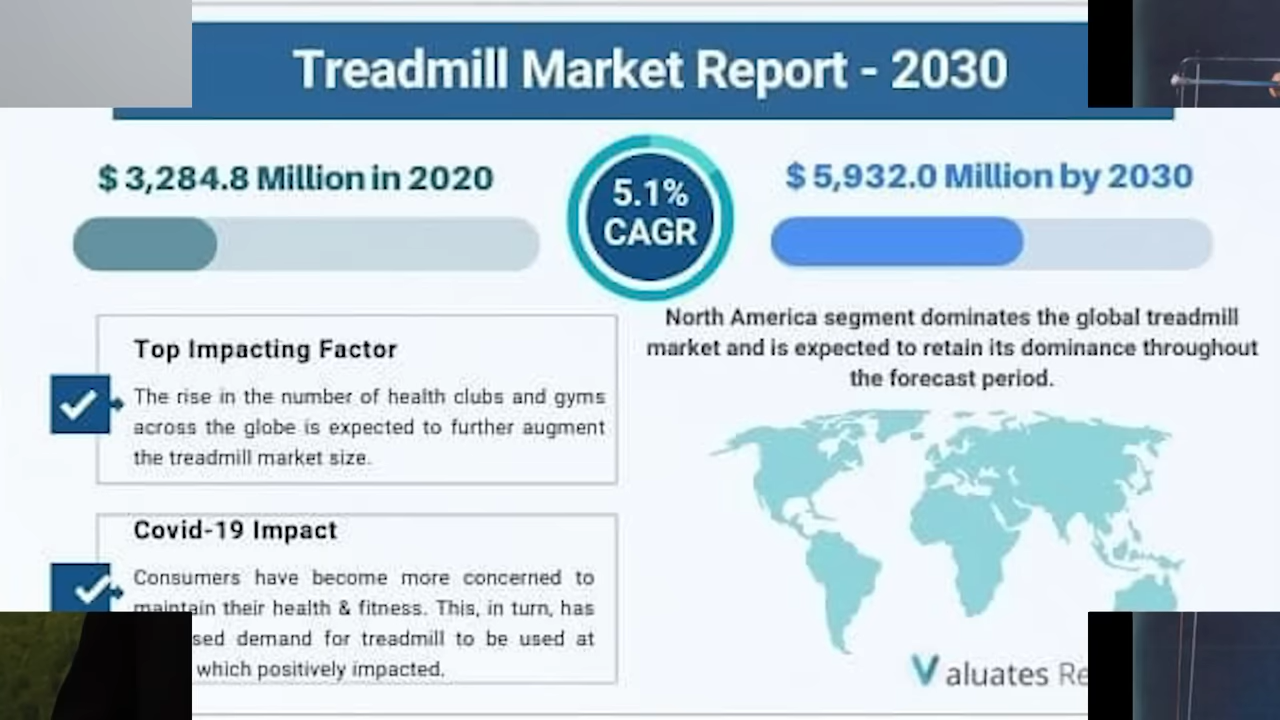 Treadmill Market Report - 2030
$ 3,284.8 Million in 2020
5.1%
CAGR
$ 5,932.0 Million by 2030
North America segment dominates the global treadmill
market and is expected to retain its dominance throughout
the forecast period.
Top Impacting Factor
The rise in the number of health clubs and gyms
across the globe is expected to further augment
the treadmill market size.
Covid-19 Impact
Consumers have become more concerned to
maintain their health & fitness. This, in turn, has
demand for treadmill to be used at
which positively impacted.
Valuates